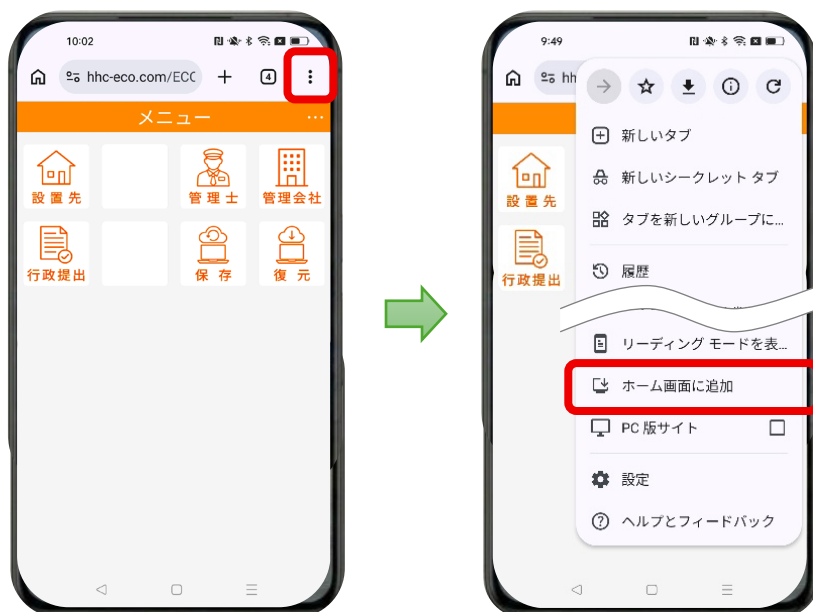 10:02
hhc-eco.com/ECC
4
メニュー
設置先
管理士
管理会社
行政提出
保存
復元
9:49
hh
設置先
行政提出
新しいタブ
新しいシークレット タブ
タブを新しいグループに...
履歴
リーディング モードを表...
ホーム画面に追加
PC 版サイト
設定
ヘルプとフィードバック